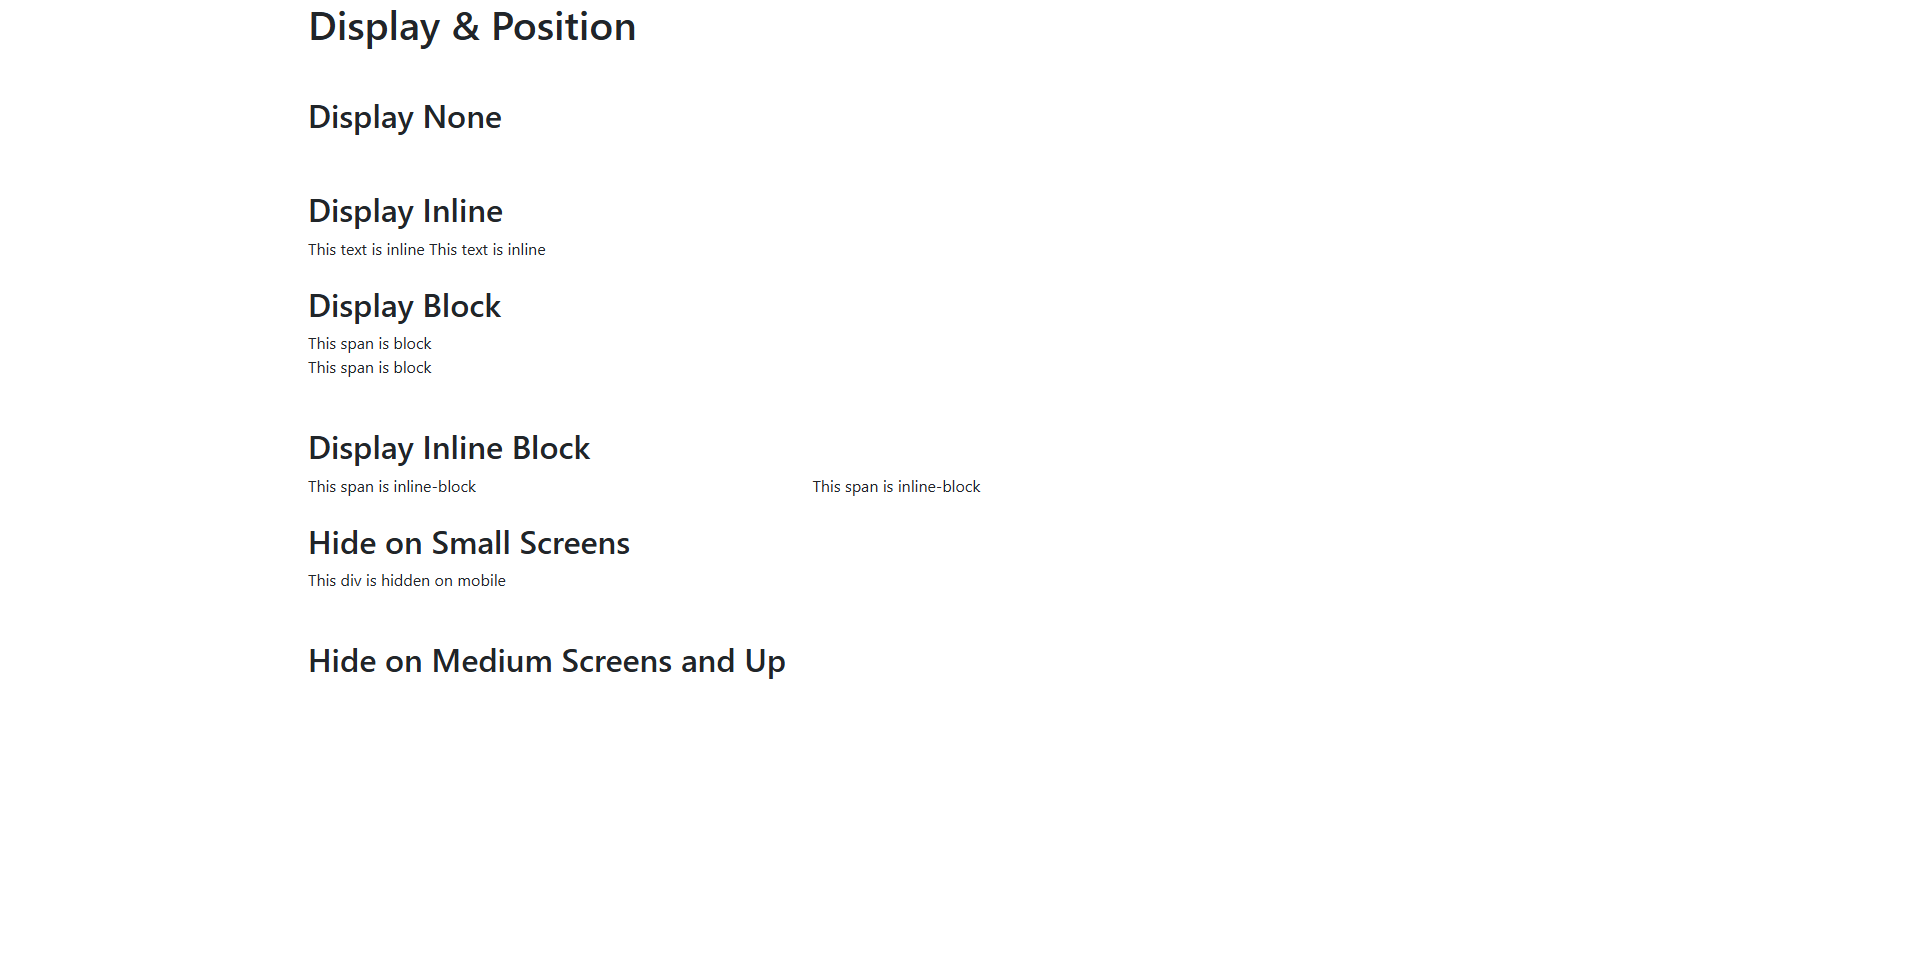 Display & Position
Display None
Display Inline
This text is inline This text is inline
Display Block
This span is block
This span is block
Display Inline Block
This span is inline-block This span is inline-block
Hide on Small Screens
This div is hidden on mobile
Hide on Medium Screens and Up